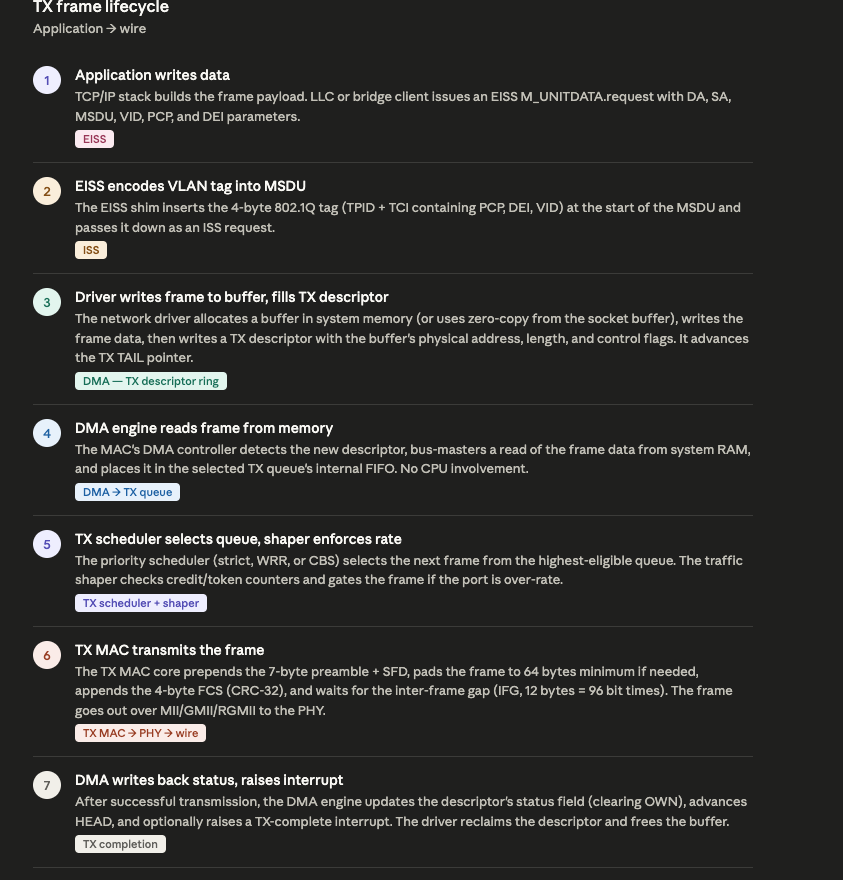 TX frame lifecycle
Application → wire
1
Application writes data
TCP/IP stack builds the frame payload. LLC or bridge client issues an EISS M_UNITDATA.request with DA, SA,
MSDU, VID, PCP, and DEI parameters.
EISS
2
EISS encodes VLAN tag into MSDU
The EISS shim inserts the 4-byte 802.1Q tag (TPID + TCI containing PCP, DEI, VID) at the start of the MSDU and
passes it down as an ISS request.
ISS
3
Driver writes frame to buffer, fills TX descriptor
The network driver allocates a buffer in system memory (or uses zero-copy from the socket buffer), writes the
frame data, then writes a TX descriptor with the buffer's physical address, length, and control flags. It advances
the TX TAIL pointer.
DMA — TX descriptor ring
4
DMA engine reads frame from memory
The MAC's DMA controller detects the new descriptor, bus-masters a read of the frame data from system RAM,
and places it in the selected TX queue's internal FIFO. No CPU involvement.
DMA → TX queue
5
TX scheduler selects queue, shaper enforces rate
The priority scheduler (strict, WRR, or CBS) selects the next frame from the highest-eligible queue. The traffic
shaper checks credit/token counters and gates the frame if the port is over-rate.
TX scheduler + shaper
6
TX MAC transmits the frame
The TX MAC core prepends the 7-byte preamble + SFD, pads the frame to 64 bytes minimum if needed,
appends the 4-byte FCS (CRC-32), and waits for the inter-frame gap (IFG, 12 bytes = 96 bit times). The frame
goes out over MII/GMII/RGMII to the PHY.
TX MAC → PHY → wire
7
DMA writes back status, raises interrupt
After successful transmission, the DMA engine updates the descriptor's status field (clearing OWN), advances
HEAD, and optionally raises a TX-complete interrupt. The driver reclaims the descriptor and frees the buffer.
TX completion